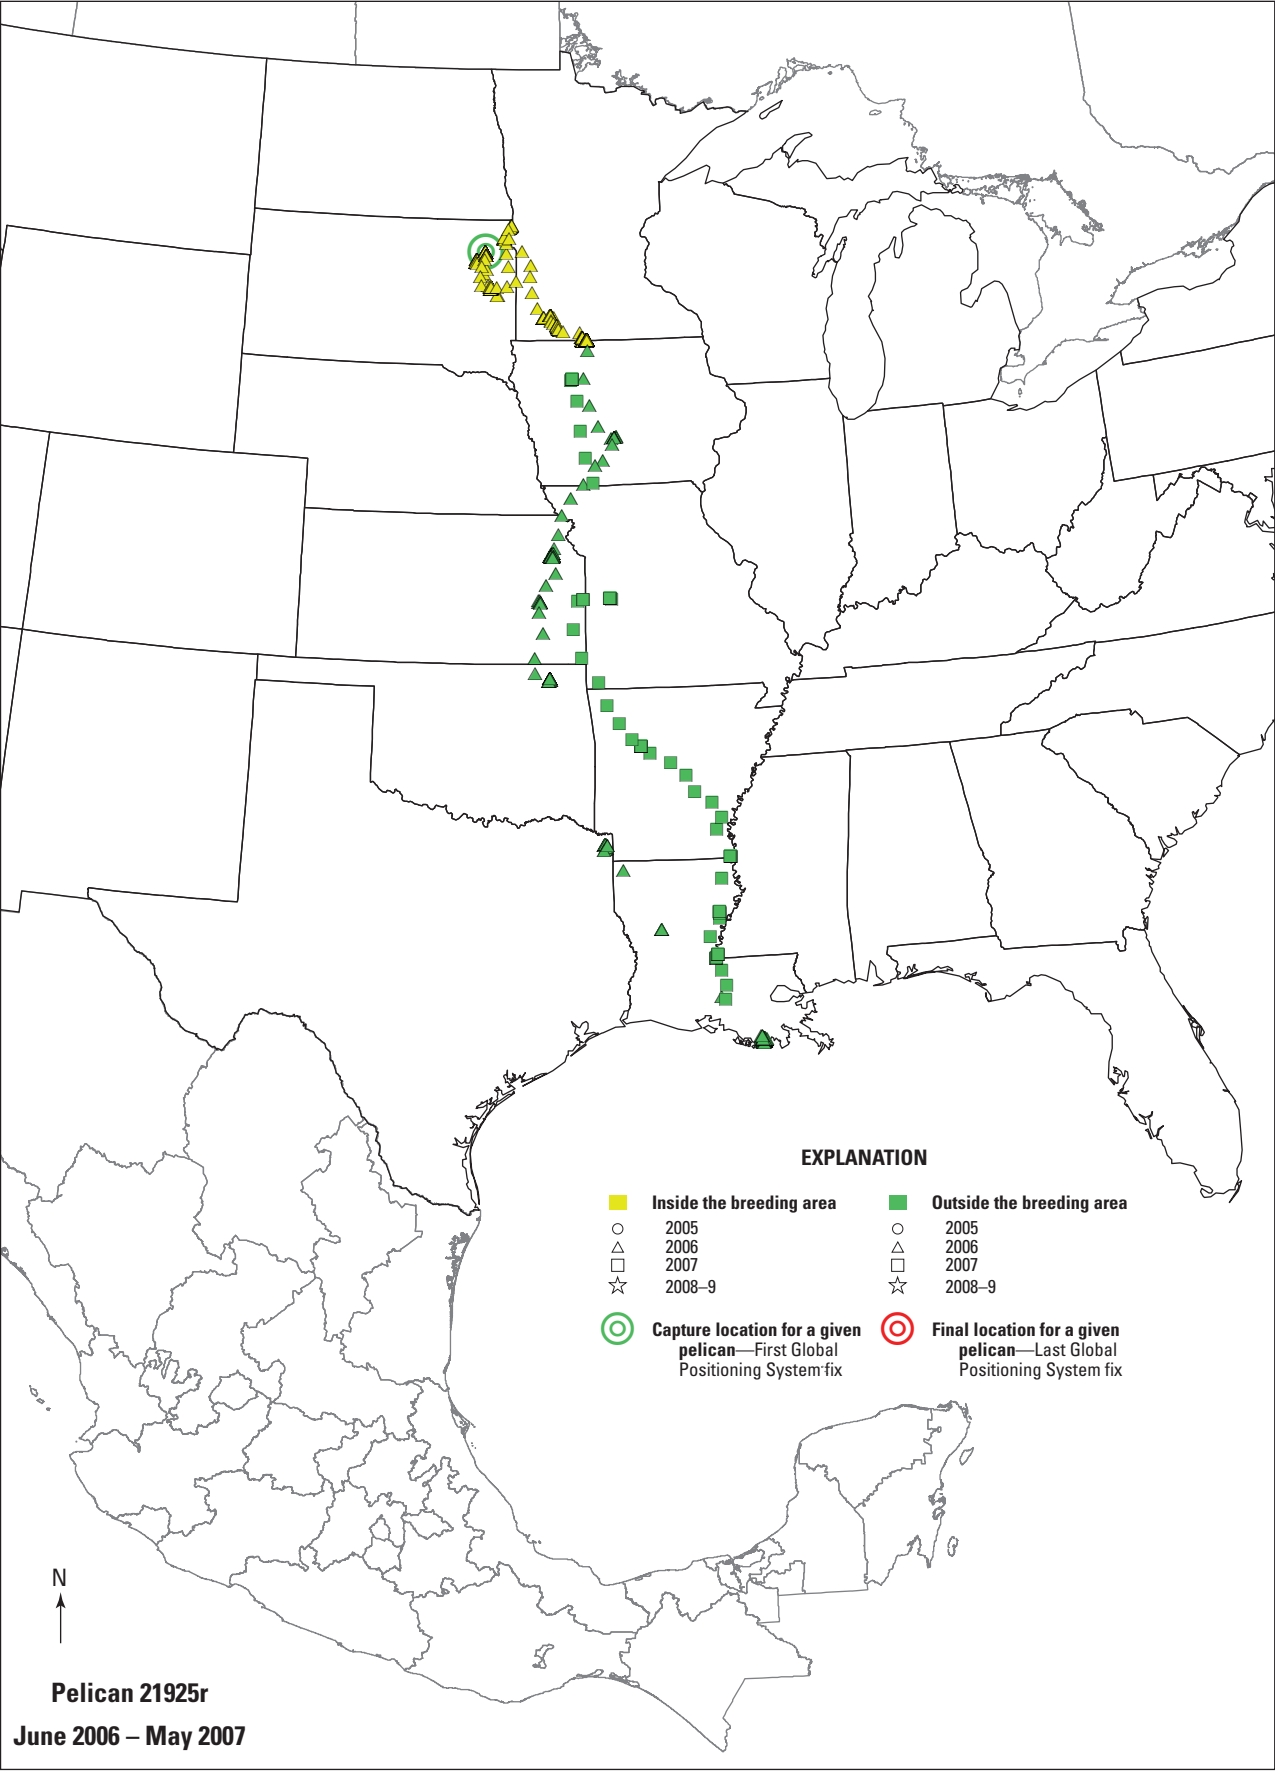 EXPLANATION
Inside the breeding area
2005
2006
2007
2008–9
Capture location for a given
pelican—First Global
Positioning System fix
Outside the breeding area
2005
2006
2007
2008–9
Final location for a given
pelican—Last Global
Positioning System fix
N
Pelican 21925r
June 2006 – May 2007